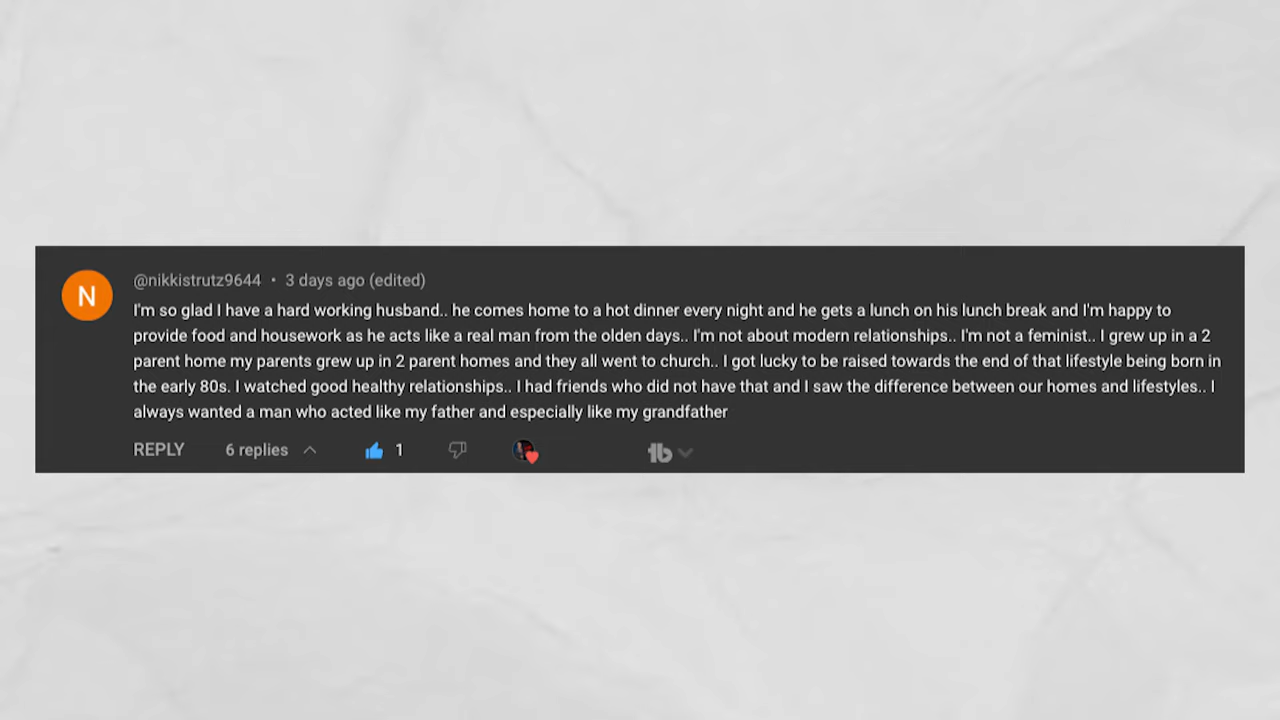 N
@nikkistrutz9644 • 3 days ago (edited)
I'm so glad I have a hard working husband.. he comes home to a hot dinner every night and he gets a lunch on his lunch break and I'm happy to
provide food and housework as he acts like a real man from the olden days.. I'm not about modern relationships.. I'm not a feminist.. I grew up in a 2
parent home my parents grew up in 2 parent homes and they all went to church.. I got lucky to be raised towards the end of that lifestyle being born in
the early 80s. I watched good healthy relationships.. I had friends who did not have that and I saw the difference between our homes and lifestyles.. I
always wanted a man who acted like my father and especially like my grandfather
REPLY 6 replies 1 tb